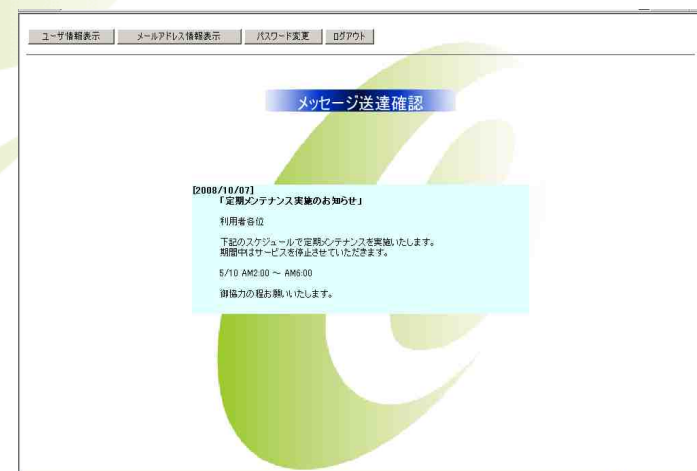 ユーザ情報表示
メールアドレス情報表示
パスワード変更
ログアウト
メッセージ送達確認
[2008/10/07]
「定期メンテナンス実施のお知らせ」
利用者各位
下記のスケジュールで定期メンテナンスを実施いたします。
期間中はサービスを停止させていただきます。
5/10 AM2:00 ～ AM6:00
御協力の程お願いいたします。